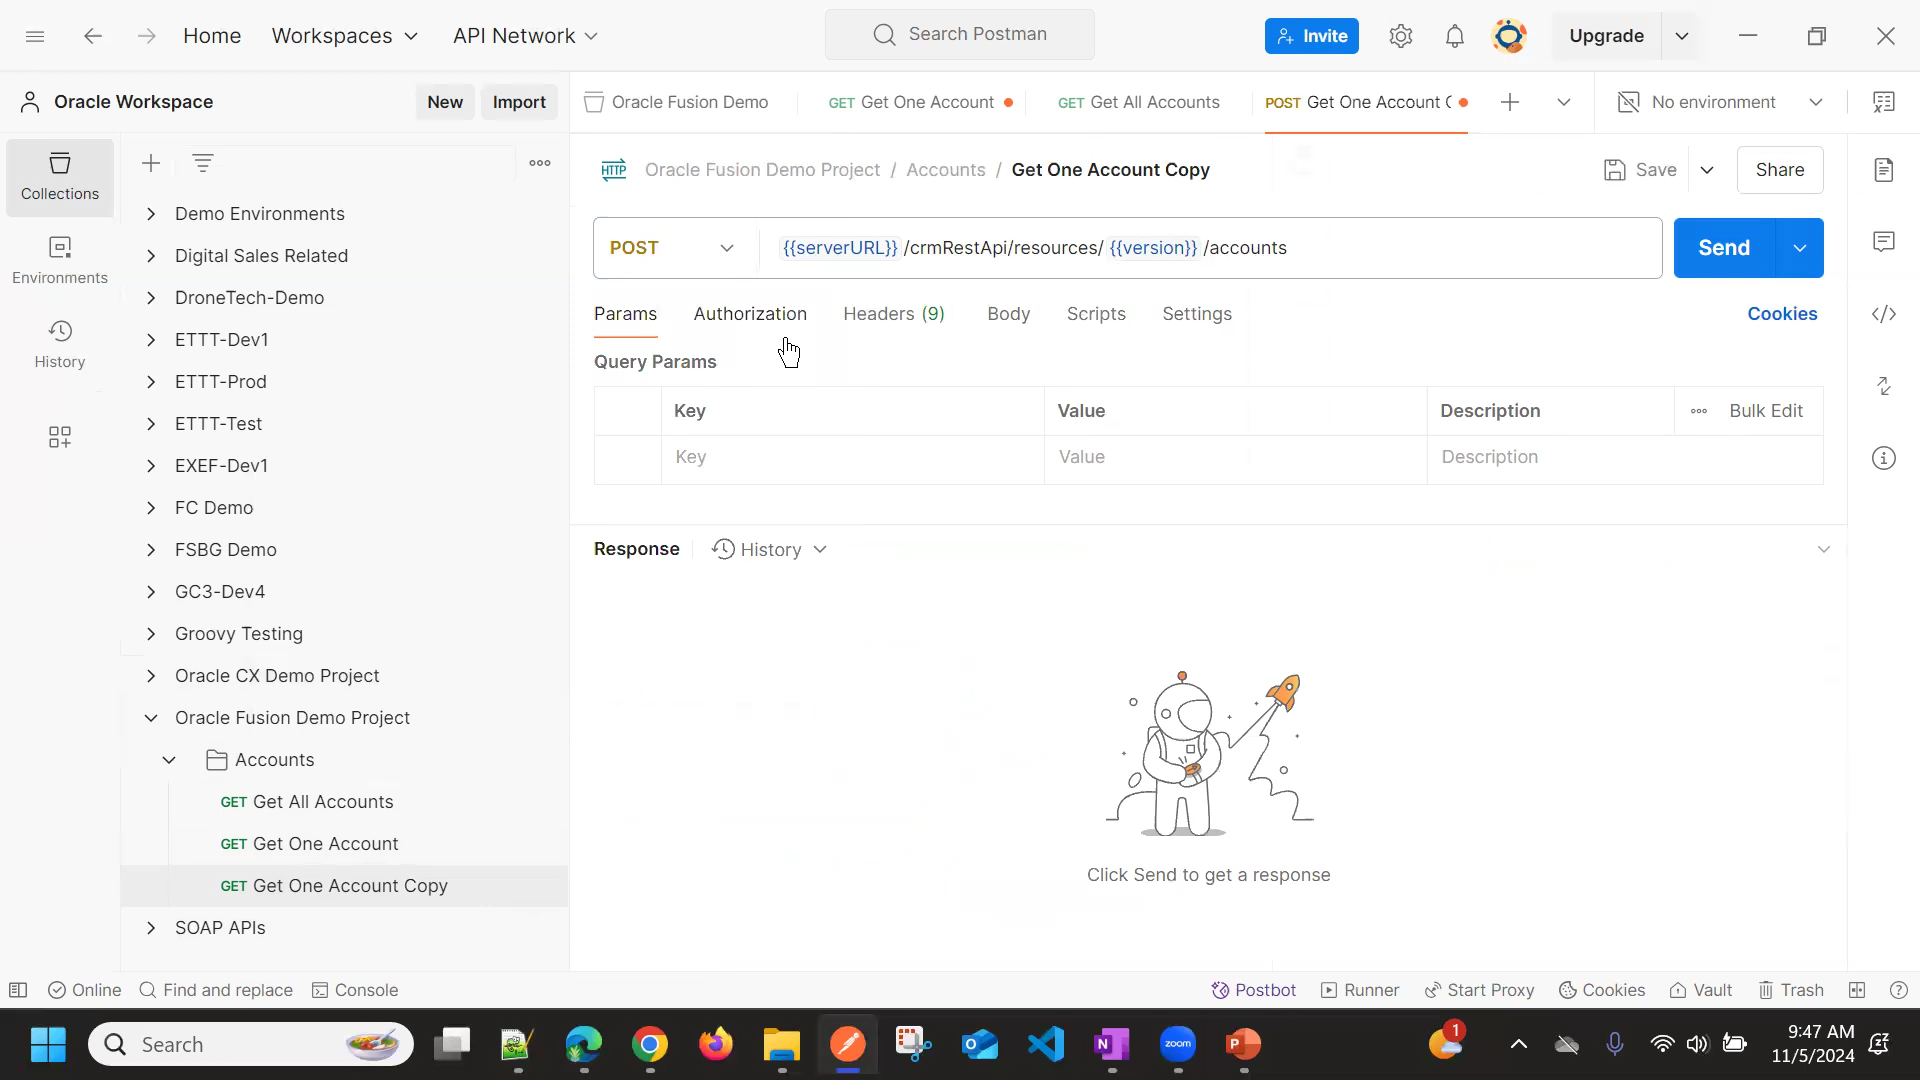 Home
Workspaces
API Network
Search Postman
Invite
Upgrade
Oracle Workspace
New
Import
Oracle Fusion Demo
GET Get One Account
GET Get All Accounts
POST Get One Account
No environment
Collections
Environments
History
Demo Environments
Digital Sales Related
DroneTech-Demo
ETTT-Dev1
ETTT-Prod
ETTT-Test
EXEF-Dev1
FC Demo
FSBG Demo
GC3-Dev4
Groovy Testing
Oracle CX Demo Project
Oracle Fusion Demo Project
Accounts
GET Get All Accounts
GET Get One Account
GET Get One Account Copy
SOAP APIs
HTTP
Oracle Fusion Demo Project / Accounts / Get One Account Copy
Save
Share
POST
{{serverURL}}/crmRestApi/resources/{{version}}/accounts
Send
Params
Authorization
Headers (9)
Body
Scripts
Settings
Cookies
Query Params
Key
Value
Description
Bulk Edit
Key
Value
Description
Response
History
Click Send to get a response
Online
Find and replace
Console
Postbot
Runner
Start Proxy
Cookies
Vault
Trash
Search
zoom
1
9:47 AM
11/5/2024